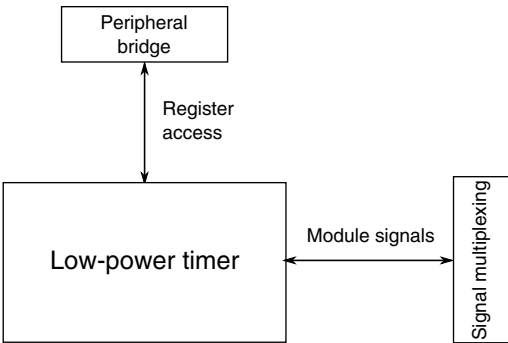 Peripheral
bridge
Register
access
Low-power timer
Module signals
Signal multiplexing